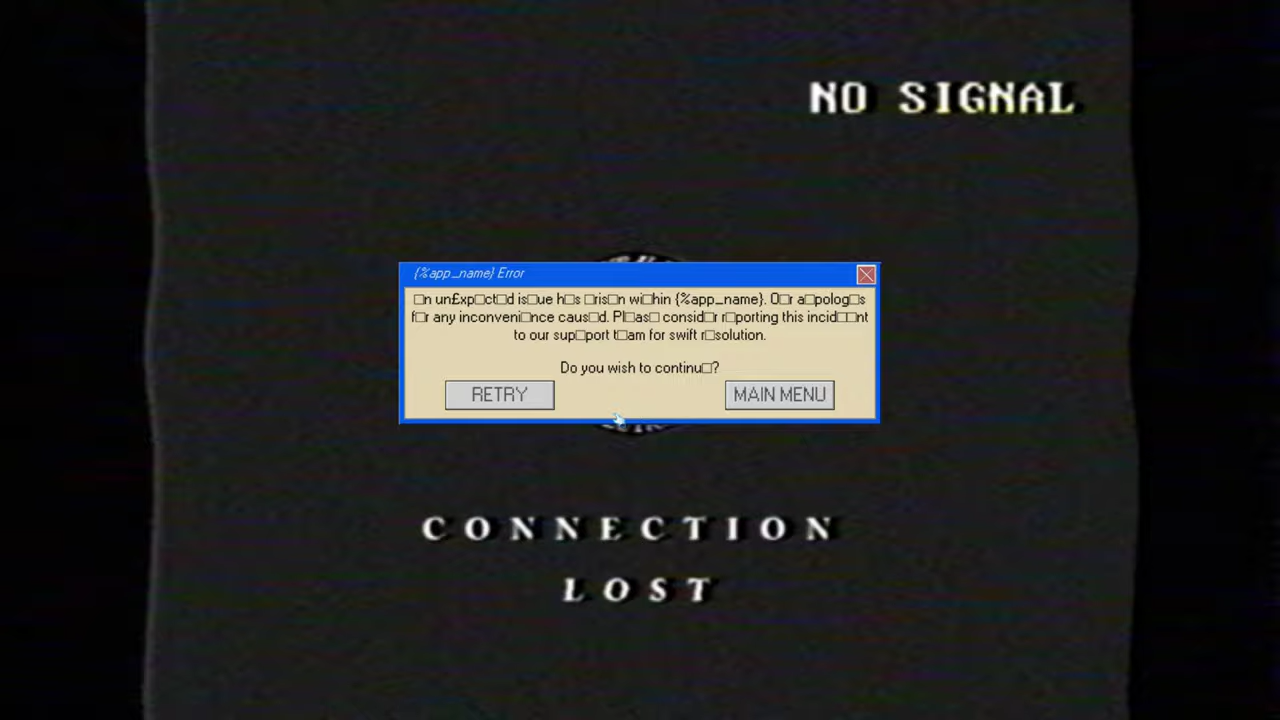 NO SIGNAL
{%app_name} Error
□n un£xp□ct□d is□ue h□s □ris□n wi□hin {%app_name}. O□r a□polog□s
f□r any inconveni□nce caus□d. Pl□as□ consid□r r□porting this incid□□nt
to our sup□port t□am for swift r□solution.
Do you wish to continu□?
RETRY
MAIN MENU
CONNECTION
LOST